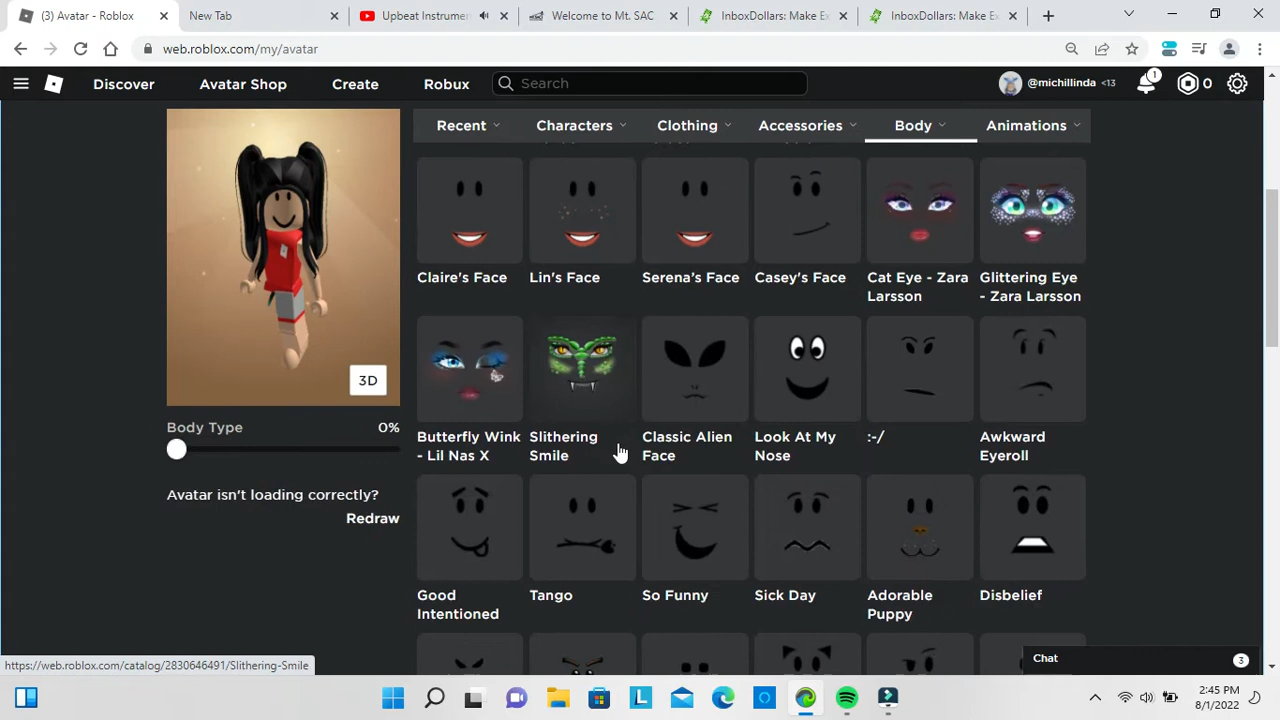 (3) Avatar - Roblox
New Tab
Upbeat Instrumen
Welcome to Mt. SAC
InboxDollars: Make Ex
InboxDollars: Make Ex
web.roblox.com/my/avatar
Discover
Avatar Shop
Create
Robux
Search
@michillinda <13
1
0
Recent
Characters
Clothing
Accessories
Body
Animations
Claire's Face
Lin's Face
Serena’s Face
Casey's Face
Cat Eye - Zara
Larsson
Glittering Eye
- Zara Larsson
3D
Body Type
0%
Butterfly Wink
- Lil Nas X
Slithering
Smile
Classic Alien
Face
Look At My
Nose
:-/
Awkward
Eyeroll
Avatar isn't loading correctly?
Redraw
Good
Intentioned
Tango
So Funny
Sick Day
Adorable
Puppy
Disbelief
https://web.roblox.com/catalog/2830646491/Slithering-Smile
Chat
3
L
2:45 PM
8/1/2022